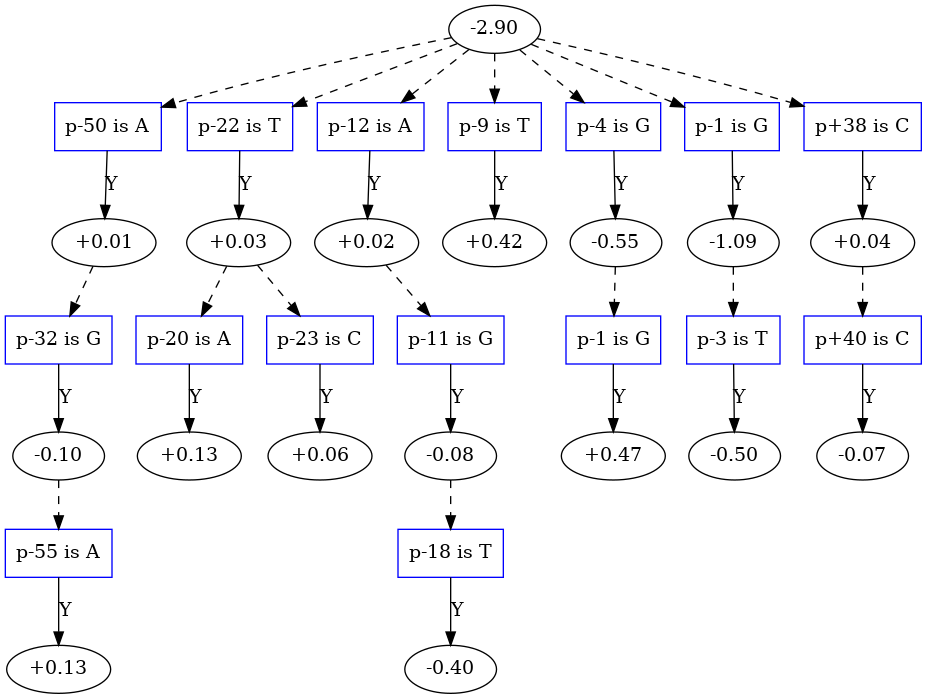 -2.90
p-50 is A
p-22 is T
p-12 is A
p-9 is T
p-4 is G
p-1 is G
p+38 is C
Y
Y
Y
Y
Y
Y
Y
+0.01
+0.03
+0.02
+0.42
-0.55
-1.09
+0.04
p-32 is G
p-20 is A
p-23 is C
p-11 is G
p-1 is G
p-3 is T
p+40 is C
Y
Y
Y
Y
Y
Y
Y
-0.10
+0.13
+0.06
-0.08
+0.47
-0.50
-0.07
p-55 is A
p-18 is T
Y
Y
+0.13
-0.40